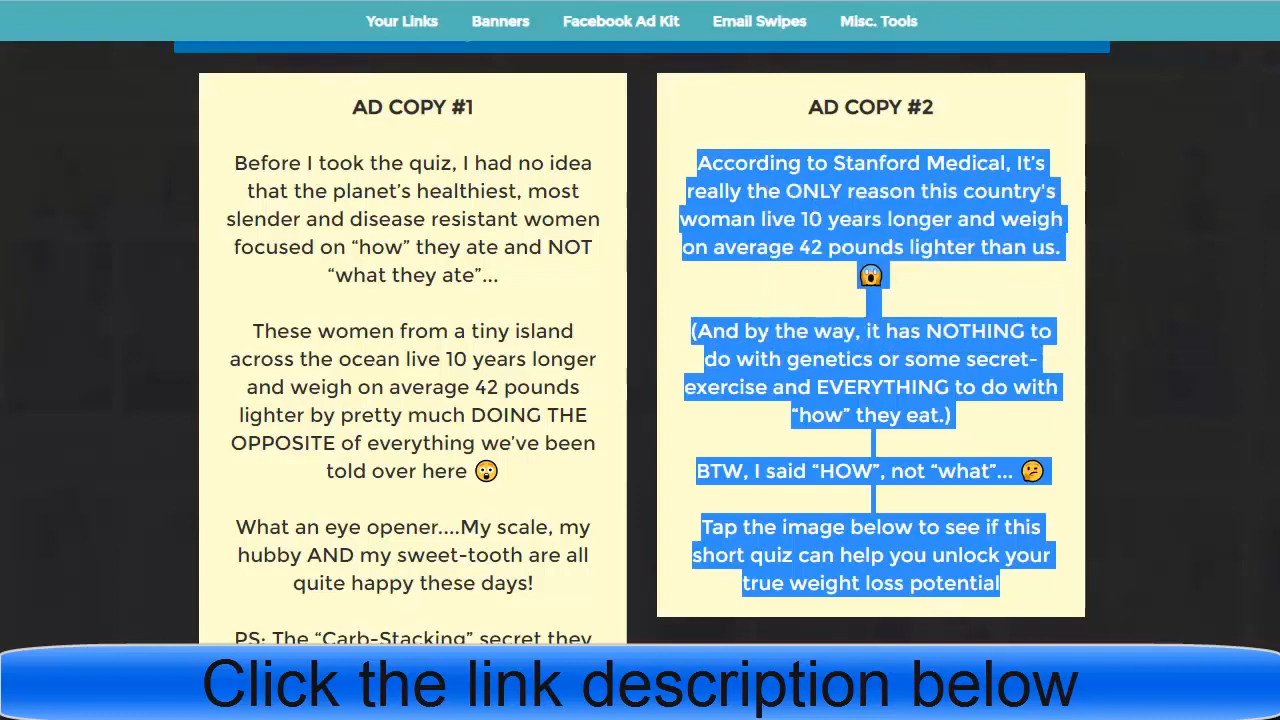 Your Links Banners Facebook Ad Kit Email Swipes Misc. Tools
AD COPY #1
Before I took the quiz, I had no idea
that the planet’s healthiest, most
slender and disease resistant women
focused on “how” they ate and NOT
“what they ate”...
These women from a tiny island
across the ocean live 10 years longer
and weigh on average 42 pounds
lighter by pretty much DOING THE
OPPOSITE of everything we’ve been
told over here 😲
What an eye opener....My scale, my
hubby AND my sweet-tooth are all
quite happy these days!
PS: The “Carb-Stacking” secret they
AD COPY #2
According to Stanford Medical, It’s
really the ONLY reason this country's
woman live 10 years longer and weigh
on average 42 pounds lighter than us.
😱
(And by the way, it has NOTHING to
do with genetics or some secret-
exercise and EVERYTHING to do with
“how” they eat.)
BTW, I said “HOW”, not “what”... 🤔
Tap the image below to see if this
short quiz can help you unlock your
true weight loss potential
Click the link description below